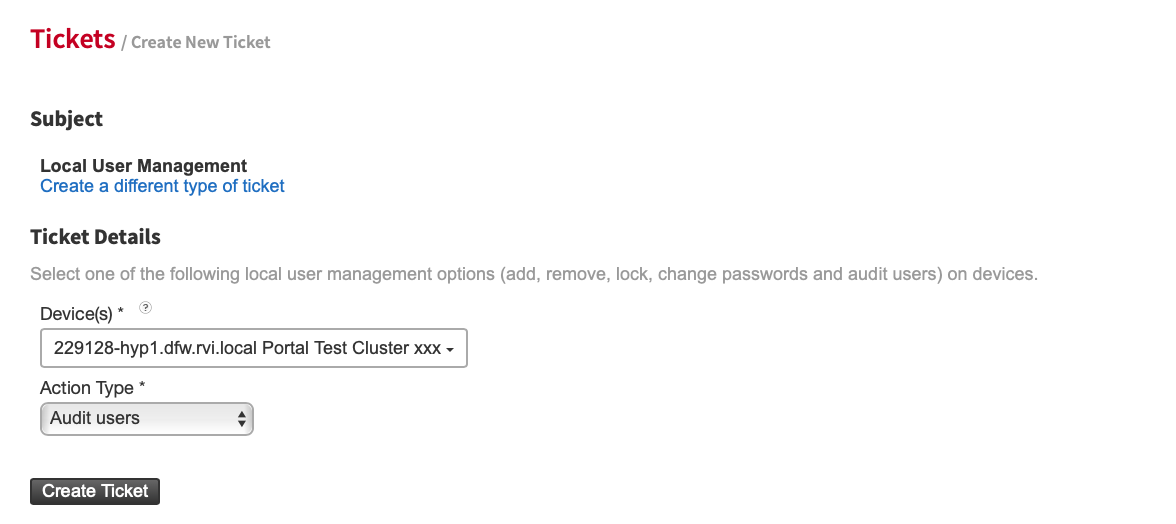 Tickets / Create New Ticket
Subject
Local User Management
Create a different type of ticket
Ticket Details
Select one of the following local user management options (add, remove, lock, change passwords and audit users) on devices.
Device(s) * ?
229128-hyp1.dfw.rvi.local Portal Test Cluster xxx
Action Type *
Audit users
Create Ticket